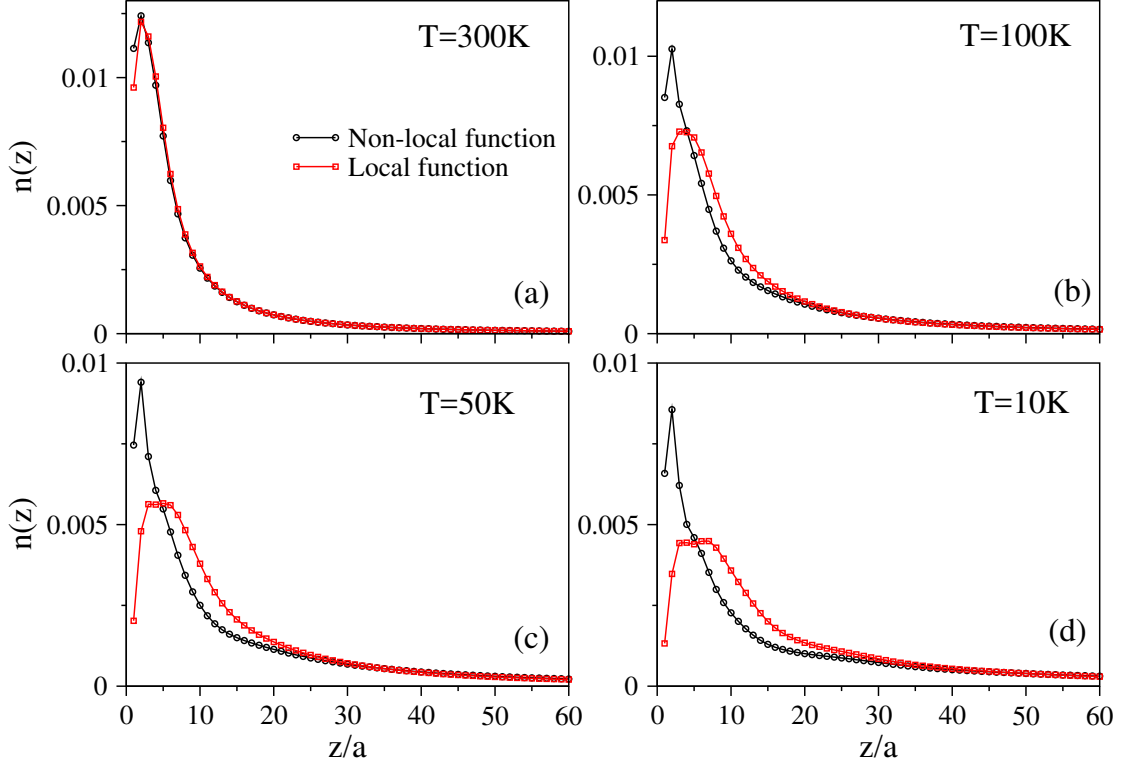 T=300K
0.01
n(z)
Non-local function
Local function
0.005
(a)
0
T=100K
0.01
n(z)
0.005
(b)
0
0.01
T=50K
n(z)
0.005
(c)
0
0 10 20 30 40 50 60
z/a
0.01
T=10K
n(z)
0.005
(d)
0
0 10 20 30 40 50 60
z/a